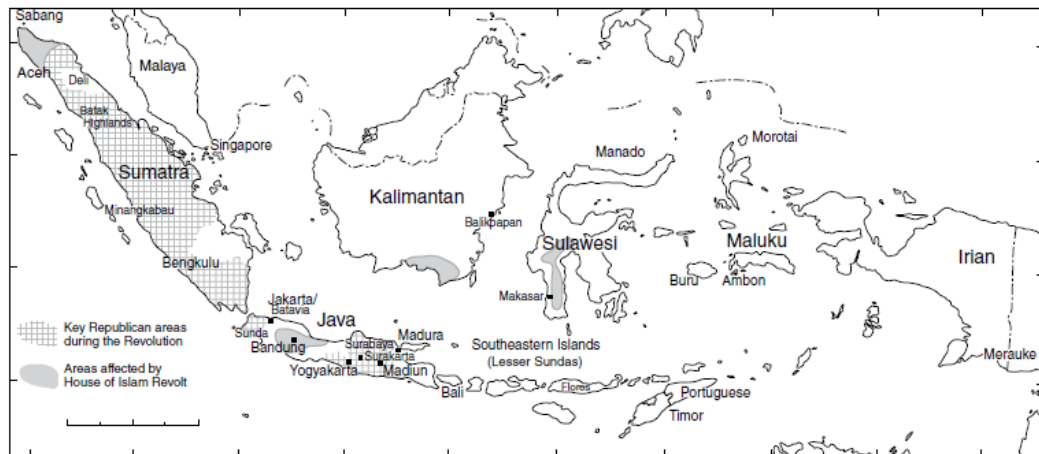 Sabang
Aceh
Deli
Malaya
Batak
Highlands
Singapore
Sumatra
Minangkabau
Bengkulu
Kalimantan
Balikpapan
Manado
Morotai
Sulawesi
Maluku
Buru
Ambon
Irian
Makasar
Merauke
Jakarta/
Batavia
Java
Sunda
Bandung
Surabaya
Madura
Surakarta
Yogyakarta
Madiun
Bali
Southeastern Islands
(Lesser Sundas)
Flores
Portuguese
Timor
Key Republican areas
during the Revolution
Areas affected by
House of Islam Revolt